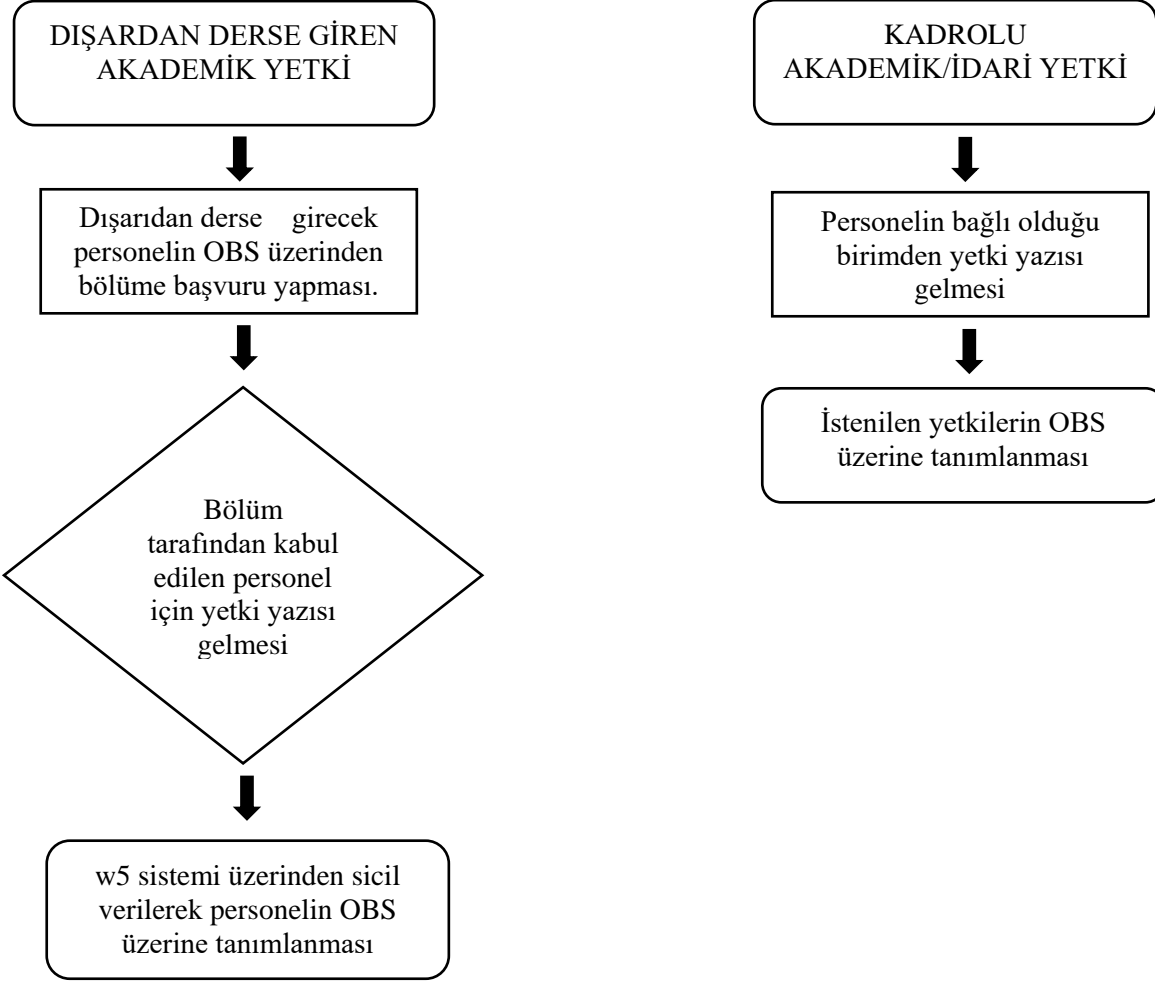 DIŞARDAN DERSE GİREN
AKADEMİK YETKİ
Dışarıdan derse girecek
personelin OBS üzerinden
bölüme başvuru yapması.
Bölüm
tarafından kabul
edilen personel
için yetki yazısı
gelmesi
w5 sistemi üzerinden sicil
verilerek personelin OBS
üzerine tanımlanması
KADROLU
AKADEMİK/İDARİ YETKİ
Personelin bağlı olduğu
birimden yetki yazısı
gelmesi
İstenilen yetkilerin OBS
üzerine tanımlanması